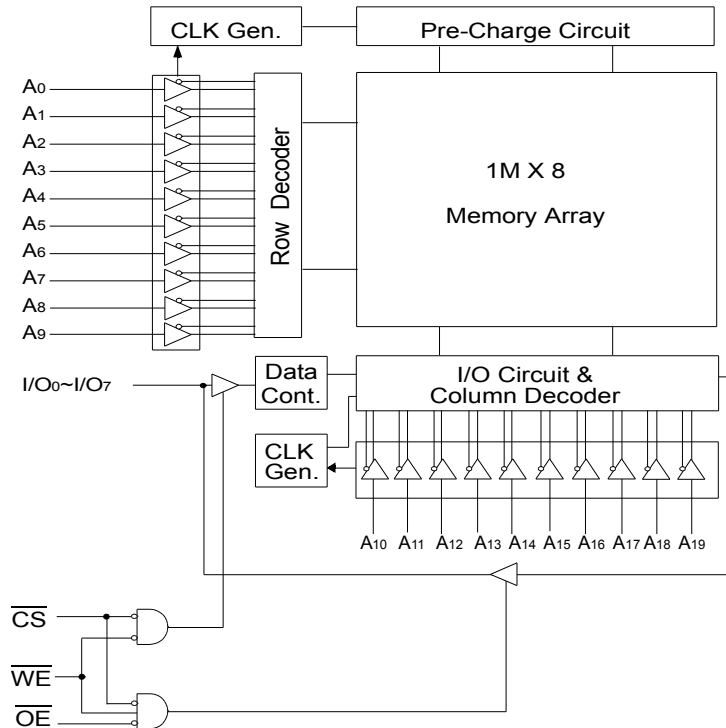 CLK Gen.
Pre-Charge Circuit
A0
A1
A2
A3
A4
A5
A6
A7
A8
A9
Row Decoder
1M X 8
Memory Array
I/O0~I/O7
Data
Cont.
I/O Circuit &
Column Decoder
CLK
Gen.
A10 A11 A12 A13 A14 A15 A16 A17 A18 A19
CS
WE
OE